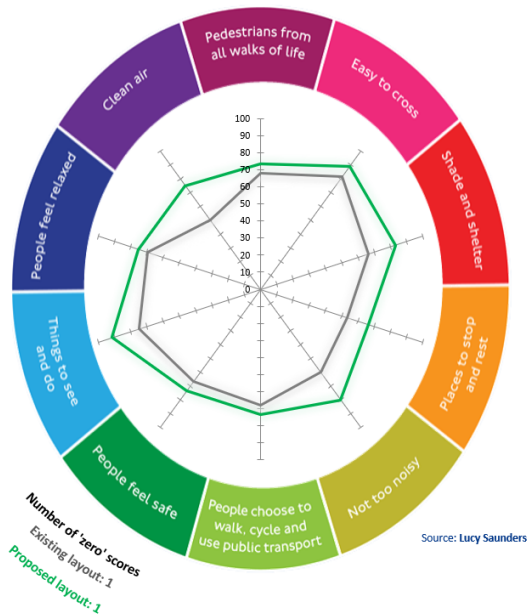 Pedestrians from
all walks of life
Easy to cross
Shade and shelter
Places to stop
and rest
Not too noisy
People choose to
walk, cycle and
use public transport
People feel safe
Things to see
and do
People feel relaxed
Clean air
100
90
80
70
60
50
40
30
20
10
0
Number of 'zero' scores
Existing layout: 1
Proposed layout: 1
Source: Lucy Saunders